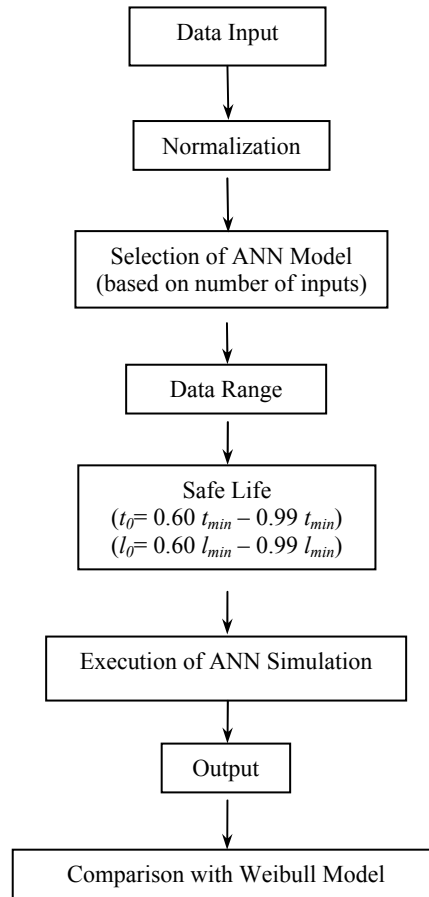 Data Input
Normalization
Selection of ANN Model
(based on number of inputs)
Data Range
Safe Life
(t0= 0.60 tmin – 0.99 tmin)
(l0= 0.60 lmin – 0.99 lmin)
Execution of ANN Simulation
Output
Comparison with Weibull Model